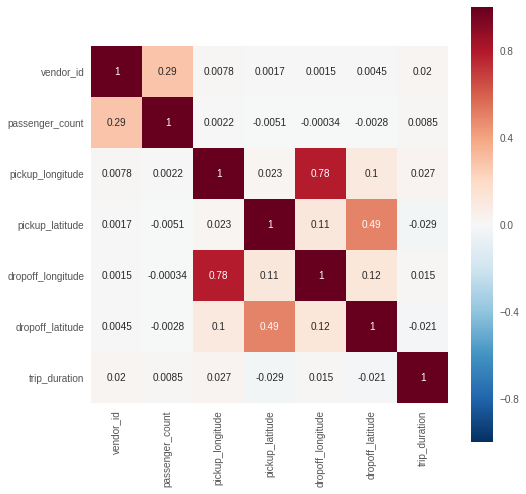 vendor_id 1 0.29 0.0078 0.0017 0.0015 0.0045 0.02
passenger_count 0.29 1 0.0022 -0.0051 -0.00034 -0.0028 0.0085
pickup_longitude 0.0078 0.0022 1 0.023 0.78 0.1 0.027
pickup_latitude 0.0017 -0.0051 0.023 1 0.11 0.49 -0.029
dropoff_longitude 0.0015 -0.00034 0.78 0.11 1 0.12 0.015
dropoff_latitude 0.0045 -0.0028 0.1 0.49 0.12 1 -0.021
trip_duration 0.02 0.0085 0.027 -0.029 0.015 -0.021 1
vendor_id
passenger_count
pickup_longitude
pickup_latitude
dropoff_longitude
dropoff_latitude
trip_duration
0.8
0.4
0.0
−0.4
−0.8